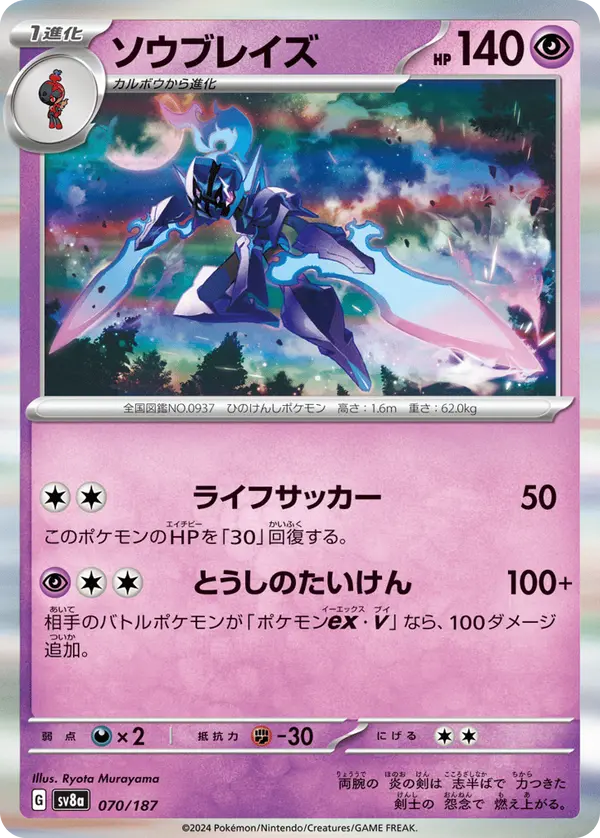 1進化
ソウブレイズ
HP 140
カルボウから進化
全国図鑑NO.0937 ひのけんしポケモン 高さ:1.6m 重さ:62.0kg
ライフサッカー 50
このポケモンのHPを「30」回復する。
とうしのたいけん 100+
相手のバトルポケモンが「ポケモンex・V」なら、100ダメージ
追加。
弱点 ×2 抵抗力 -30 にげる
Illus. Ryota Murayama
両腕の 炎の剣は 志半ばで 力つきた
剣士の 怨念で 燃え上がる。
G sv8a 070/187
©2024 Pokémon/Nintendo/Creatures/GAME FREAK.